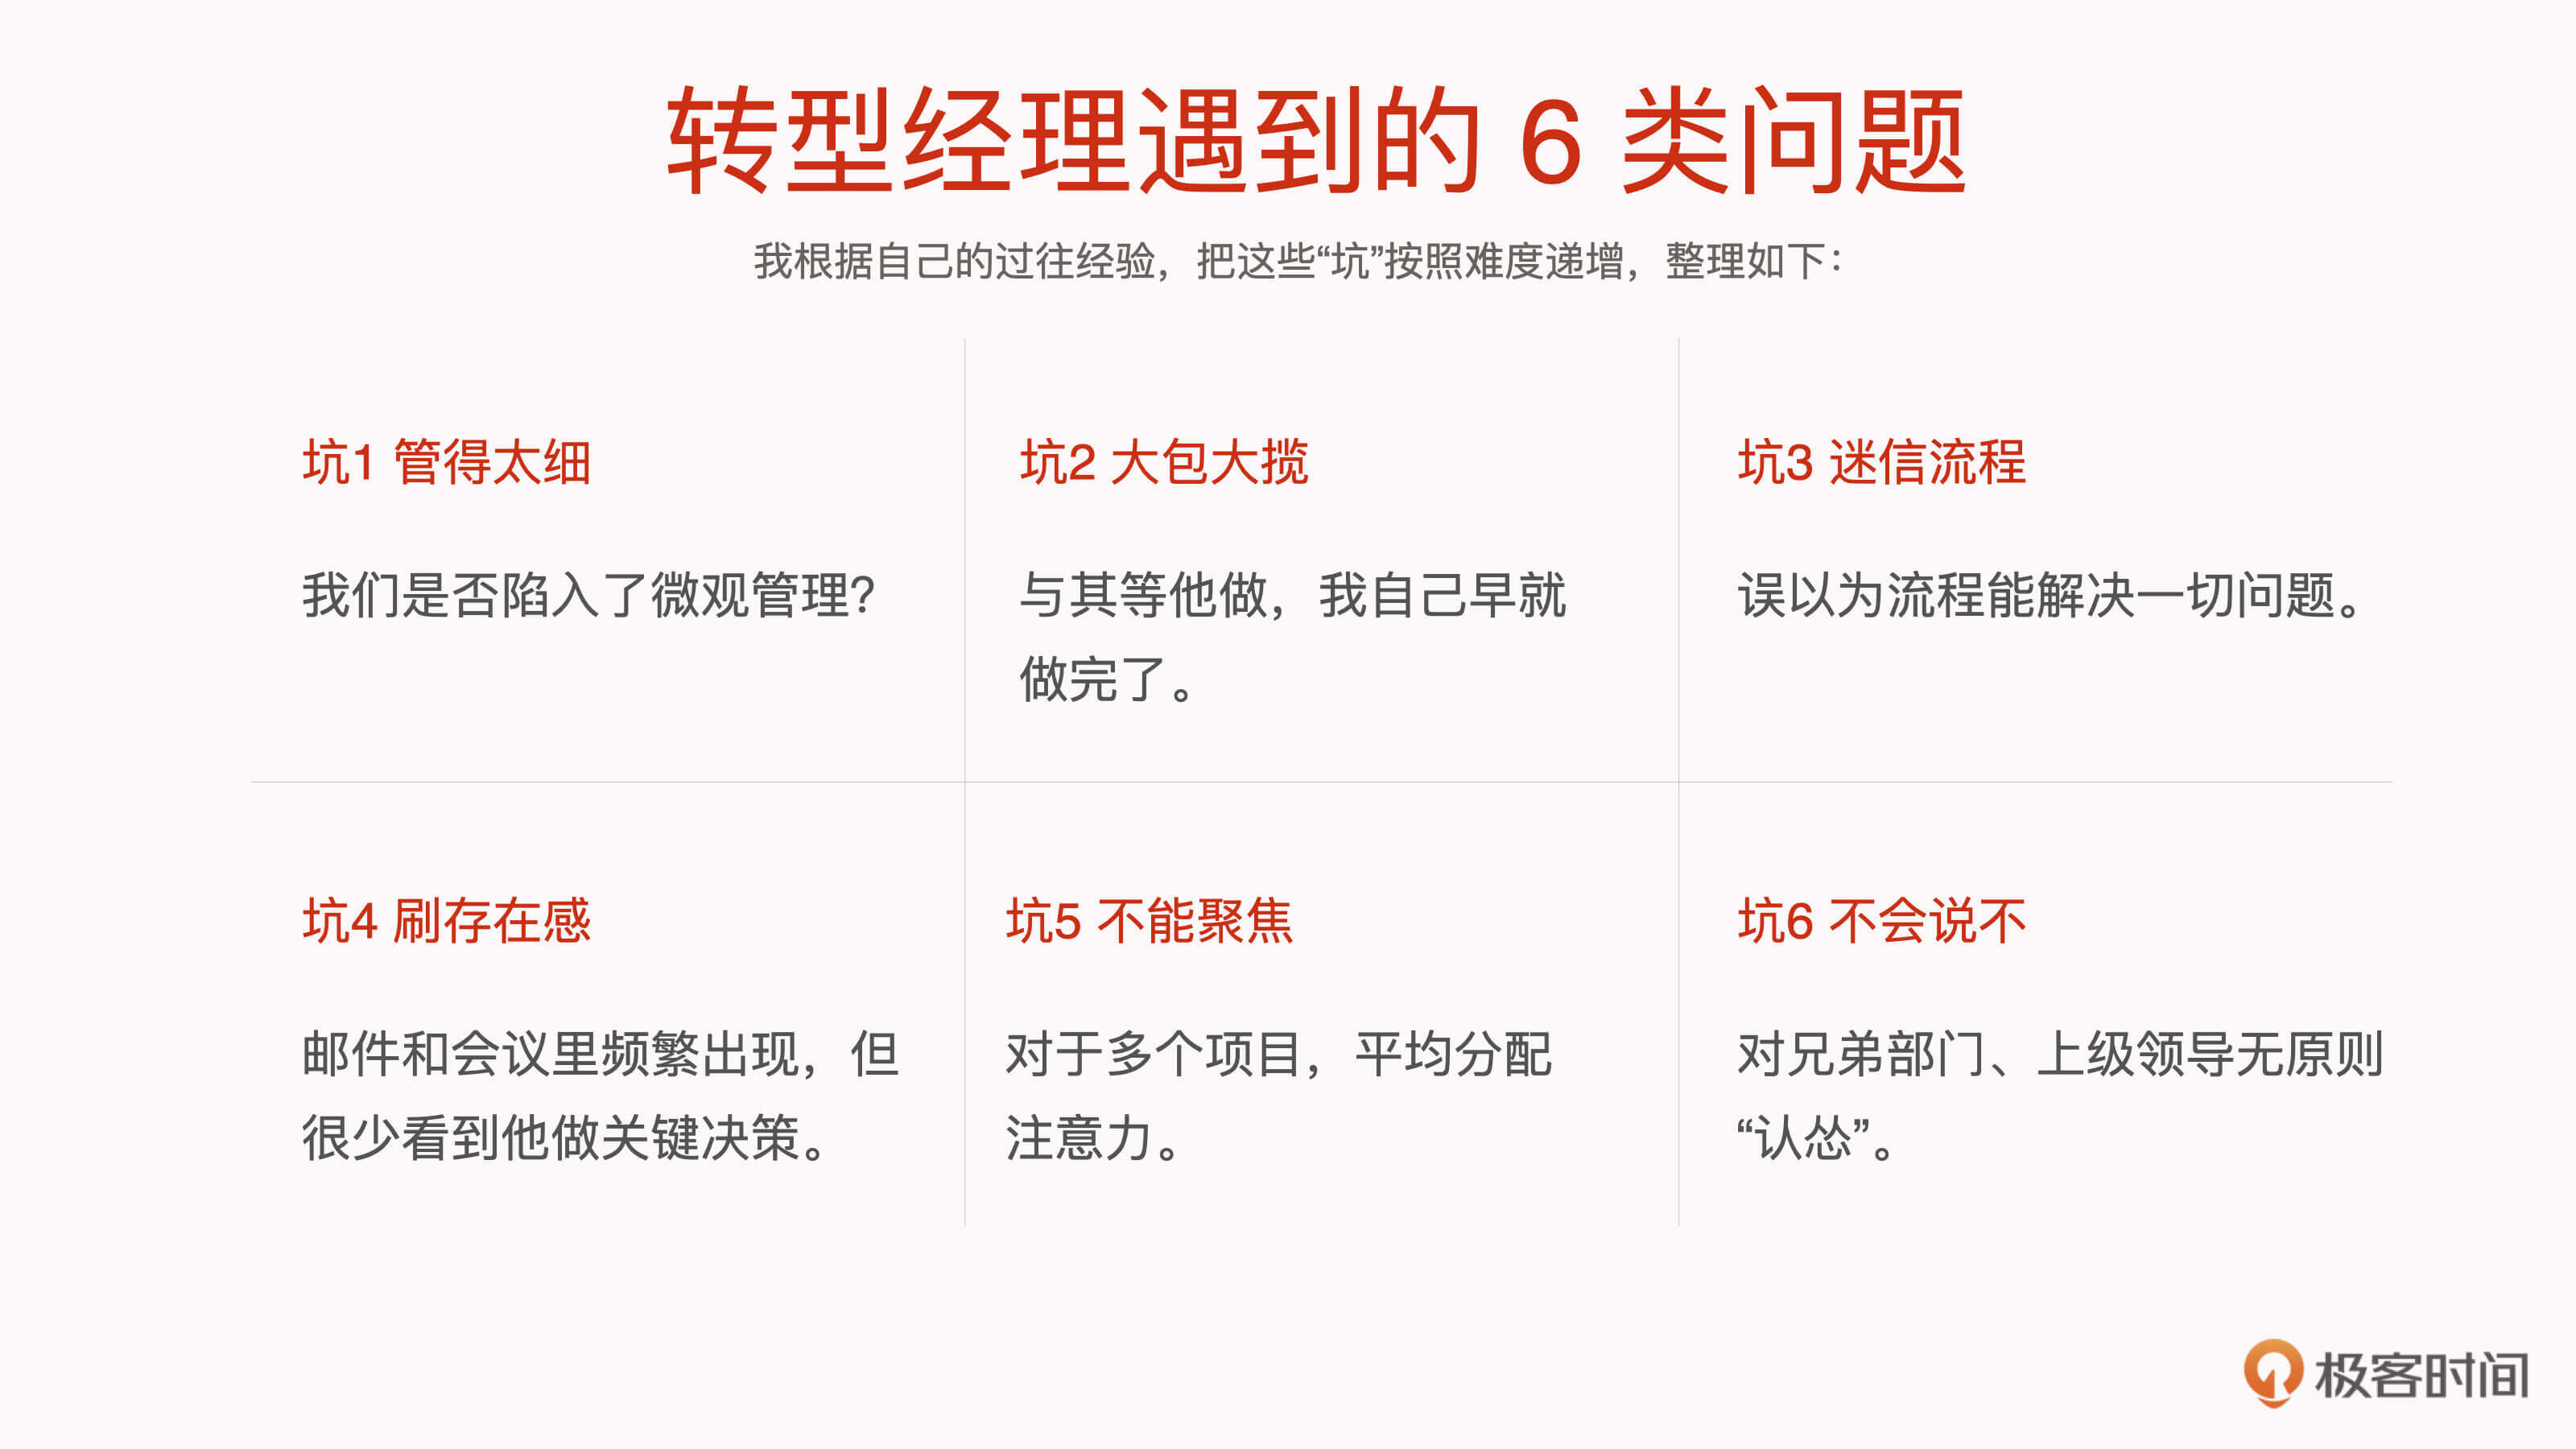 转型经理遇到的 6 类问题
我根据自己的过往经验，把这些“坑”按照难度递增，整理如下：
坑1 管得太细
我们是否陷入了微观管理？
坑2 大包大揽
与其等他做，我自己早就
做完了。
坑3 迷信流程
误以为流程能解决一切问题。
坑4 刷存在感
邮件和会议里频繁出现，但
很少看到他做关键决策。
坑5 不能聚焦
对于多个项目，平均分配
注意力。
坑6 不会说不
对兄弟部门、上级领导无原则
“认怂”。
极客时间